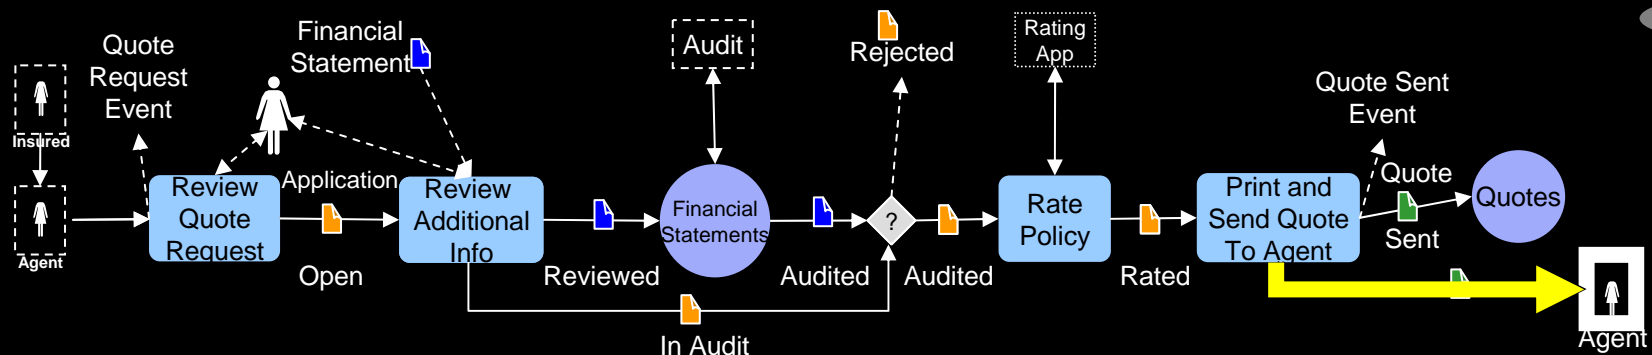 Insured
Agent
Quote
Request
Event
Review
Quote
Request
Financial
Statement
Application
Open
Review
Additional
Info
Reviewed
In Audit
Audit
Financial
Statements
Audited
Rejected
?
Audited
Rating
App
Rate
Policy
Rated
Print and
Send Quote
To Agent
Quote Sent
Event
Quote
Sent
Quotes
Agent